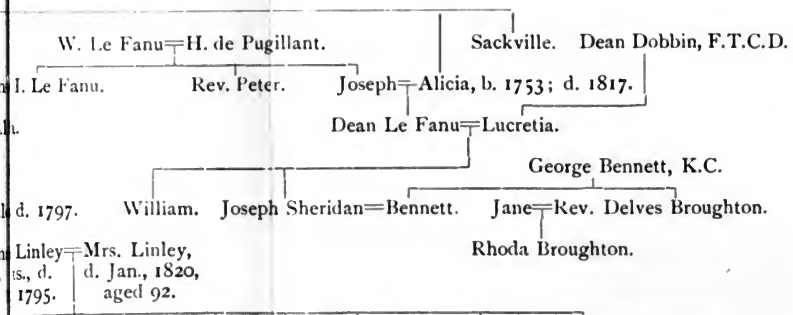 W. Le Fanu=H. de Pugillant. Sackville. Dean Dobbin, F.T.C.D.
I. Le Fanu. Rev. Peter. Joseph=Alicia, b. 1753; d. 1817.
Dean Le Fanu=Lucretia.
George Bennett, K.C.
d. 1797. William. Joseph Sheridan=Bennett. Jane=Rev. Delves Broughton.
Linley=Mrs. Linley, Rhoda Broughton.
d. d. Jan., 1820,
1795. aged 92.